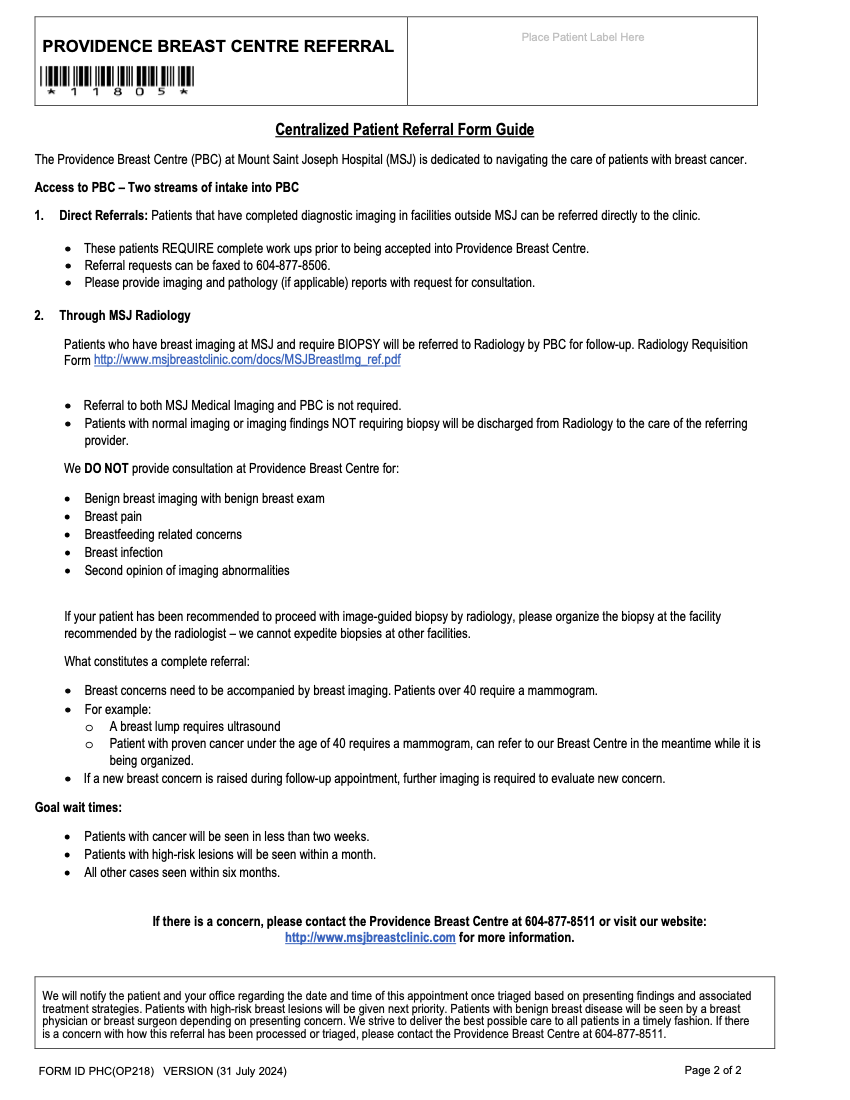 PROVIDENCE BREAST CENTRE REFERRAL
* 1 1 8 0 5 *
Place Patient Label Here
Centralized Patient Referral Form Guide
The Providence Breast Centre (PBC) at Mount Saint Joseph Hospital (MSJ) is dedicated to navigating the care of patients with breast cancer.
Access to PBC – Two streams of intake into PBC
1. Direct Referrals: Patients that have completed diagnostic imaging in facilities outside MSJ can be referred directly to the clinic.
• These patients REQUIRE complete work ups prior to being accepted into Providence Breast Centre.
• Referral requests can be faxed to 604-877-8506.
• Please provide imaging and pathology (if applicable) reports with request for consultation.
2. Through MSJ Radiology
Patients who have breast imaging at MSJ and require BIOPSY will be referred to Radiology by PBC for follow-up. Radiology Requisition
Form http://www.msjbreastclinic.com/docs/MSJBreastImg_ref.pdf
• Referral to both MSJ Medical Imaging and PBC is not required.
• Patients with normal imaging or imaging findings NOT requiring biopsy will be discharged from Radiology to the care of the referring
provider.
We DO NOT provide consultation at Providence Breast Centre for:
• Benign breast imaging with benign breast exam
• Breast pain
• Breastfeeding related concerns
• Breast infection
• Second opinion of imaging abnormalities
If your patient has been recommended to proceed with image-guided biopsy by radiology, please organize the biopsy at the facility
recommended by the radiologist – we cannot expedite biopsies at other facilities.
What constitutes a complete referral:
• Breast concerns need to be accompanied by breast imaging. Patients over 40 require a mammogram.
• For example:
o A breast lump requires ultrasound
o Patient with proven cancer under the age of 40 requires a mammogram, can refer to our Breast Centre in the meantime while it is
being organized.
• If a new breast concern is raised during follow-up appointment, further imaging is required to evaluate new concern.
Goal wait times:
• Patients with cancer will be seen in less than two weeks.
• Patients with high-risk lesions will be seen within a month.
• All other cases seen within six months.
If there is a concern, please contact the Providence Breast Centre at 604-877-8511 or visit our website:
http://www.msjbreastclinic.com for more information.
We will notify the patient and your office regarding the date and time of this appointment once triaged based on presenting findings and associated
treatment strategies. Patients with high-risk breast lesions will be given next priority. Patients with benign breast disease will be seen by a breast
physician or breast surgeon depending on presenting concern. We strive to deliver the best possible care to all patients in a timely fashion. If there
is a concern with how this referral has been processed or triaged, please contact the Providence Breast Centre at 604-877-8511.
FORM ID PHC(OP218) VERSION (31 July 2024)
Page 2 of 2